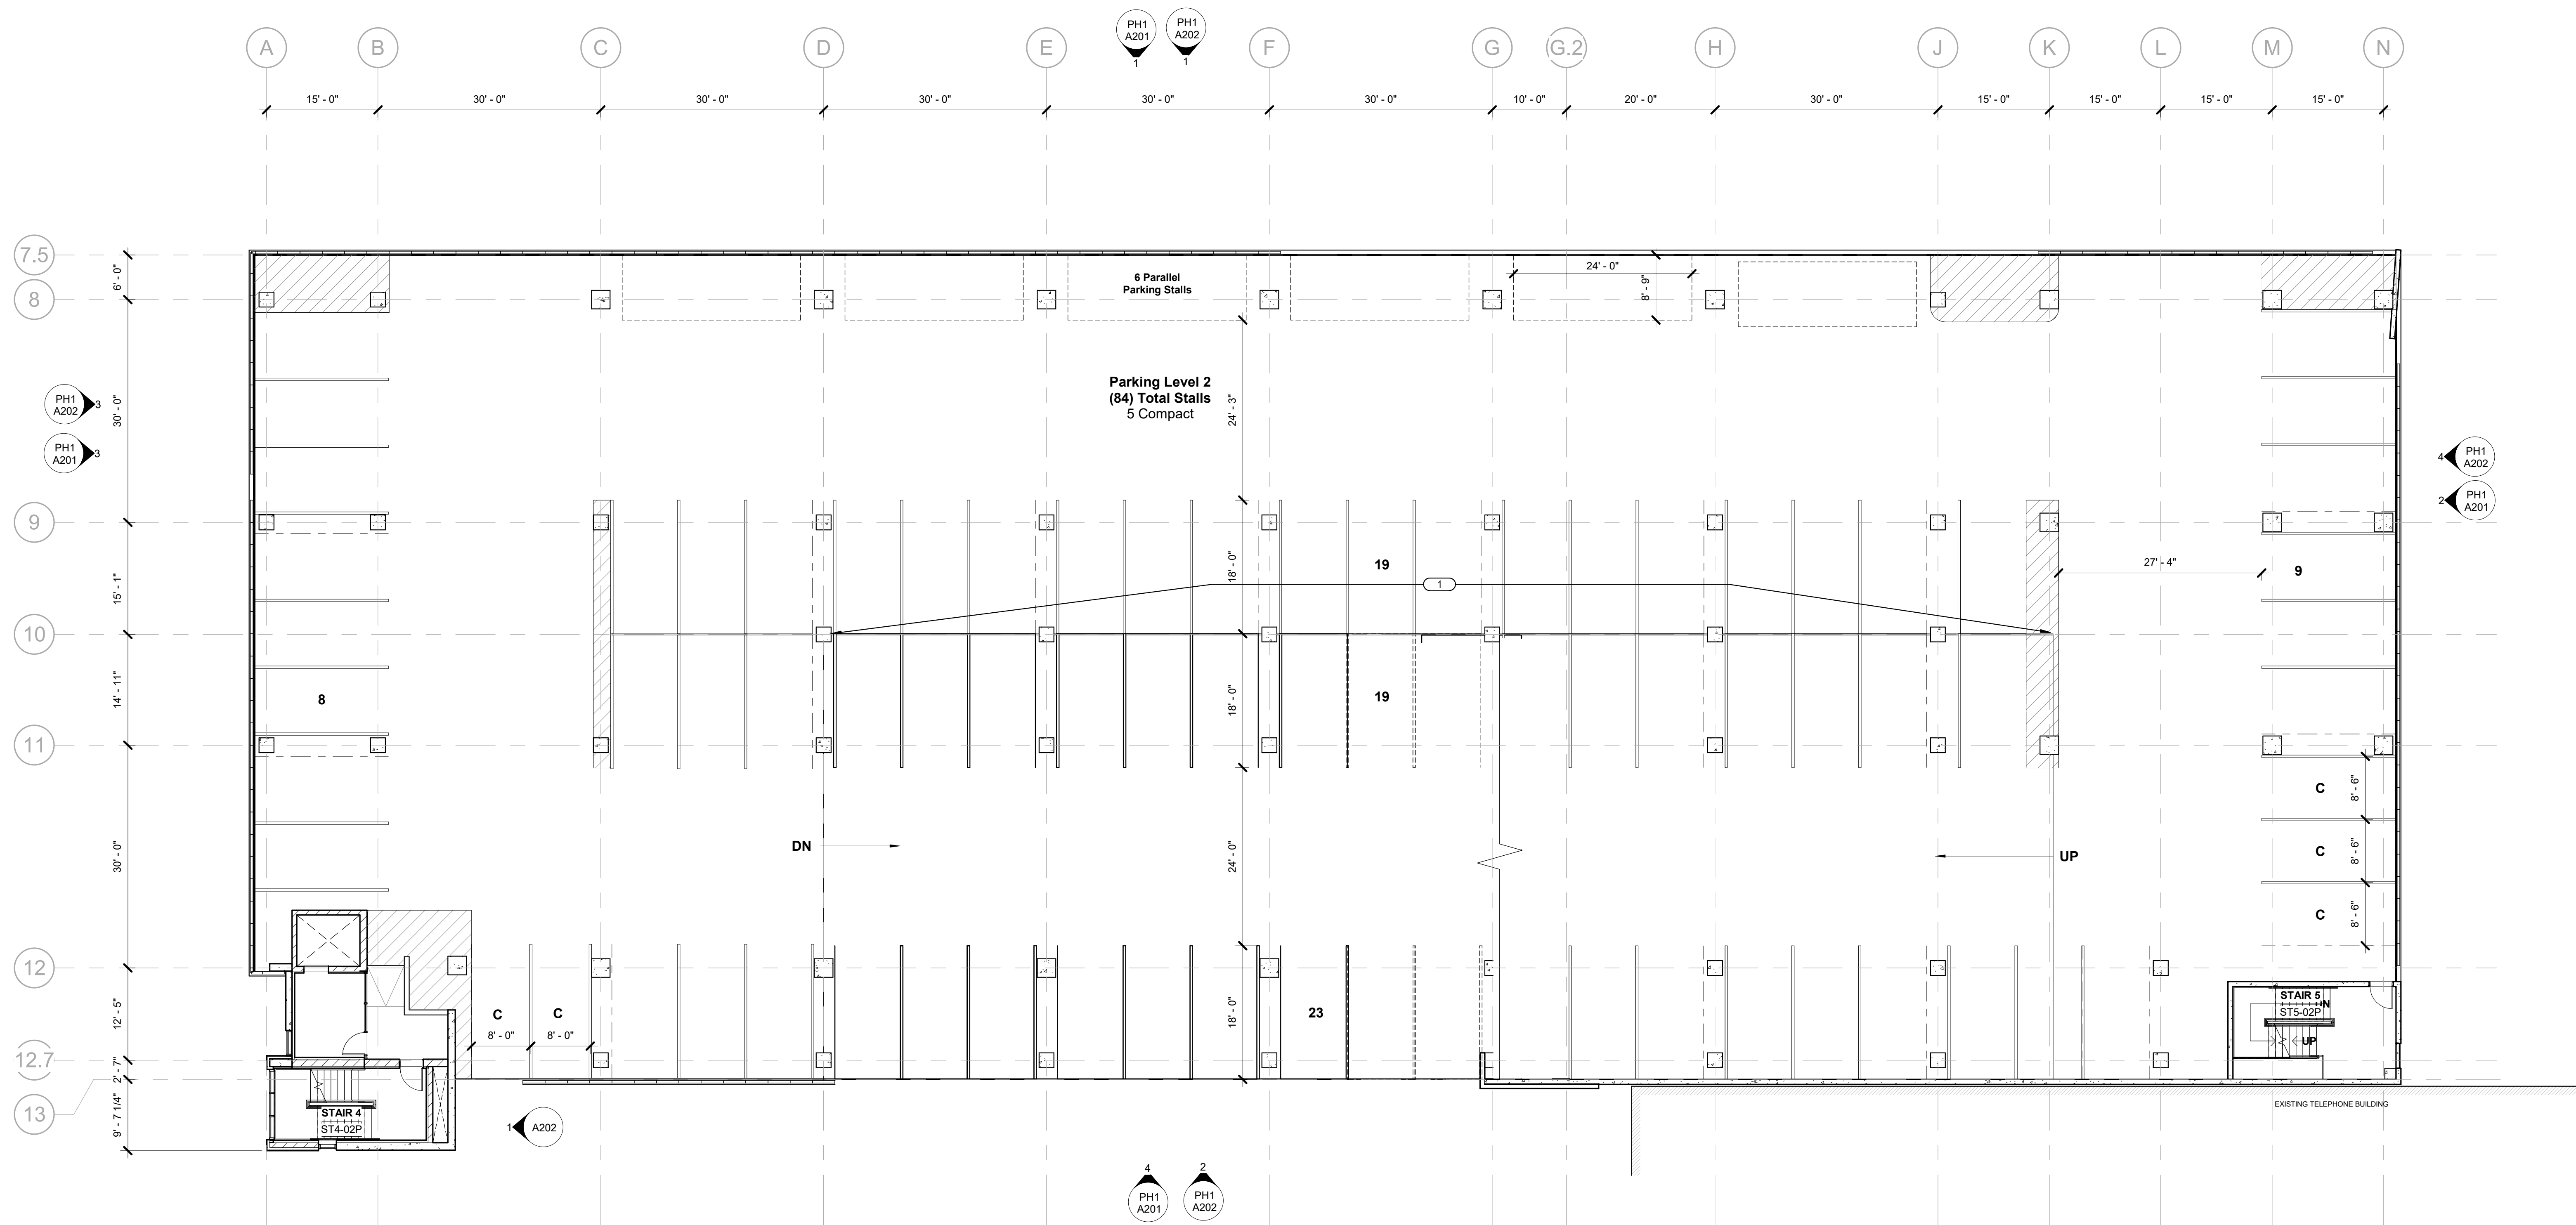 PH1
A201
1
PH1
A202
1
A
B
C
D
E
F
G
G.2
H
J
K
L
M
N
15' - 0"
30' - 0"
30' - 0"
30' - 0"
30' - 0"
30' - 0"
10' - 0"
20' - 0"
30' - 0"
15' - 0"
15' - 0"
15' - 0"
15' - 0"
7.5
6' - 0"
8
6 Parallel
Parking Stalls
24' - 0"
8' - 9"
Parking Level 2
(84) Total Stalls
5 Compact
24' - 3"
30' - 0"
PH1
A202
3
PH1
A201
3
4
PH1
A202
2
PH1
A201
9
15' - 1"
18' - 0"
19
1
27' - 4"
9
10
14' - 11"
8
18' - 0"
19
11
C
8' - 6"
30' - 0"
DN
24' - 0"
UP
C
8' - 6"
C
8' - 6"
12
12' - 5"
C
8' - 0"
C
8' - 0"
18' - 0"
23
STAIR 5
ST5-02P
UP
12.7
2' - 7"
13
9' - 7 1/4"
STAIR 4
ST4-02P
1
A202
EXISTING TELEPHONE BUILDING
4
PH1
A201
2
PH1
A202